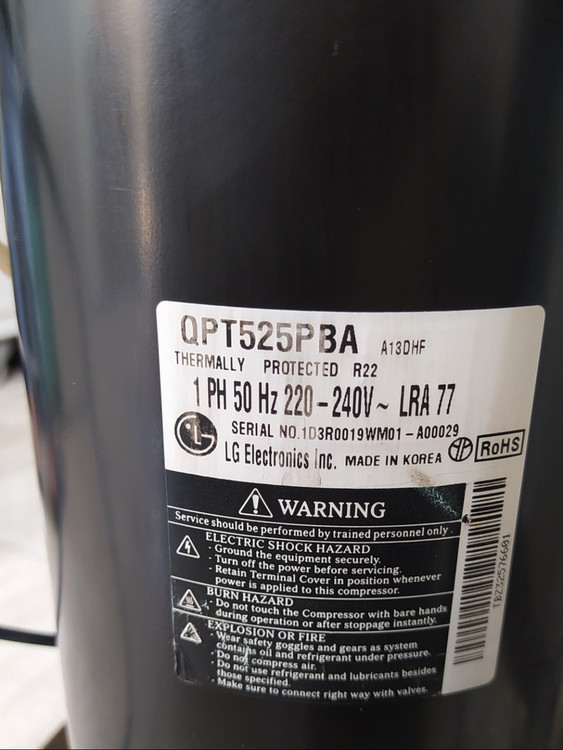 QPT525PBA A13DHF
THERMALLY PROTECTED R22
1 PH 50 Hz 220-240V~ LRA 77
SERIAL NO.1D3R0019WM01-A00029
LG
LG Electronics Inc. MADE IN KOREA RoHS
WARNING
Service should be performed by trained personnel only.
ELECTRIC SHOCK HAZARD
· Ground the equipment securely.
· Turn off the power before servicing.
· Retain Terminal Cover in position whenever
power is applied to this compressor.
BURN HAZARD
· Do not touch the Compressor with bare hands
during operation or after stoppage instantly.
EXPLOSION OR FIRE
· Wear safety goggles and gears as system
contains oil and refrigerant under pressure.
· Do not compress air.
· Do not use refrigerant and lubricants besides
those specified.
· Make sure to connect right way with valves.
TBZ32576601